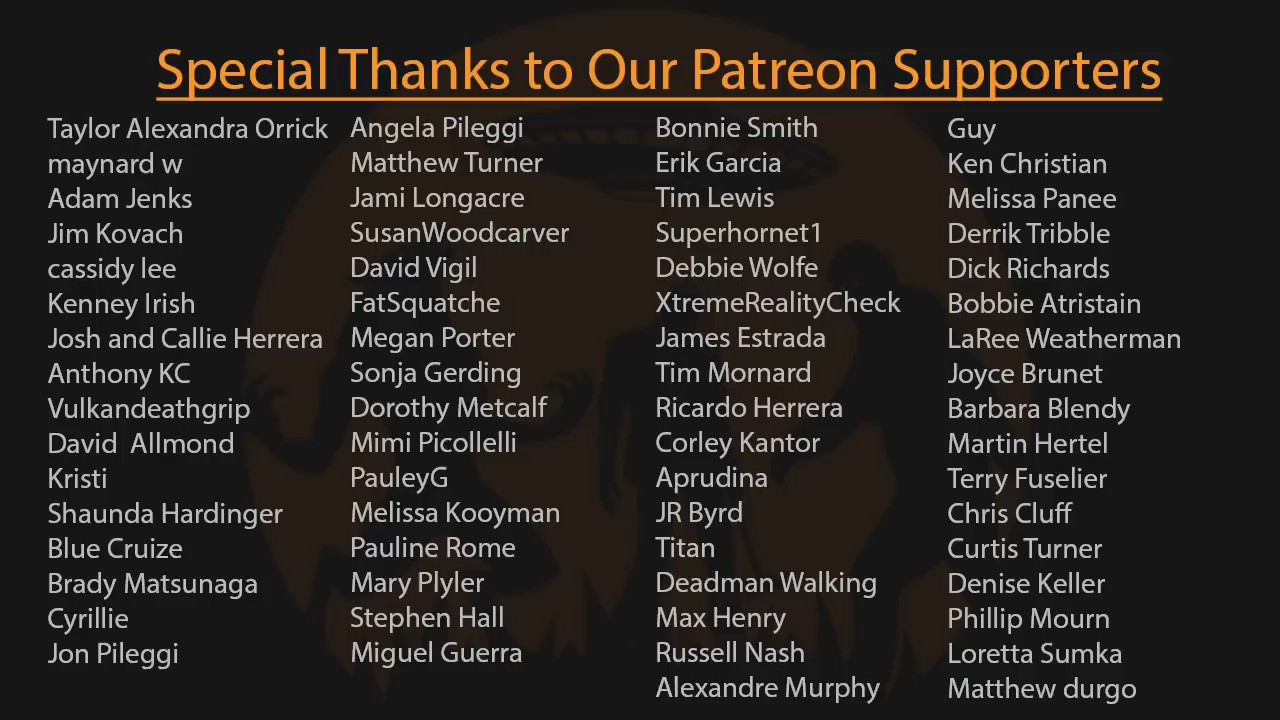 Special Thanks to Our Patreon Supporters
Taylor Alexandra Orrick
maynard w
Adam Jenks
Jim Kovach
cassidy lee
Kenney Irish
Josh and Callie Herrera
Anthony KC
Vulkandeathgrip
David  Allmond
Kristi
Shaunda Hardinger
Blue Cruize
Brady Matsunaga
Cyrillie
Jon Pileggi
Angela Pileggi
Matthew Turner
Jami Longacre
SusanWoodcarver
David Vigil
FatSquatche
Megan Porter
Sonja Gerding
Dorothy Metcalf
Mimi Picollelli
PauleyG
Melissa Kooyman
Pauline Rome
Mary Plyler
Stephen Hall
Miguel Guerra
Bonnie Smith
Erik Garcia
Tim Lewis
Superhornet1
Debbie Wolfe
XtremeRealityCheck
James Estrada
Tim Mornard
Ricardo Herrera
Corley Kantor
Aprudina
JR Byrd
Titan
Deadman Walking
Max Henry
Russell Nash
Alexandre Murphy
Guy
Ken Christian
Melissa Panee
Derrik Tribble
Dick Richards
Bobbie Atristain
LaRee Weatherman
Joyce Brunet
Barbara Blendy
Martin Hertel
Terry Fuselier
Chris Cluff
Curtis Turner
Denise Keller
Phillip Mourn
Loretta Sumka
Matthew durgo